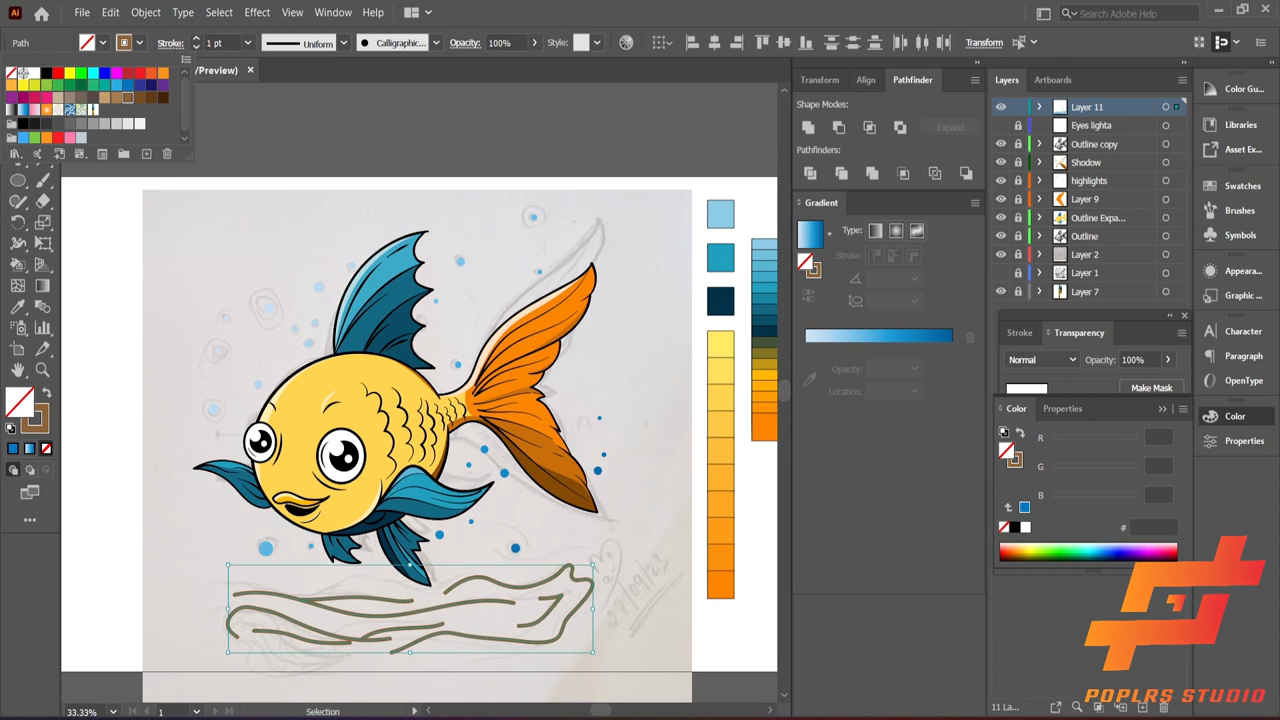 Ai File Edit Object Type Select Effect View Window Help Search Adobe Help
Path Stroke: 1 pt Uniform Calligraphic... Opacity: 100% Style: Transform
/Preview)
Transform Align Pathfinder
Shape Modes:
Expand
Pathfinders:
Gradient
Type:
Stroke:
Opacity:
Location:
Layers Artboards
Layer 11
Eyes lighta
Outline copy
Shodow
highlights
Layer 9
Outline Expa...
Outline
Layer 2
Layer 1
Layer 7
Stroke Transparency
Normal Opacity: 100%
Make Mask
Color Properties
R
G
B
#
11 La...
Color Gu...
Libraries
Asset Ex...
Swatches
Brushes
Symbols
Appeara...
Graphic ...
Character
Paragraph
OpenType
Color
Properties
27/09/23
POPLRS STUDIO
33.33% 1 Selection